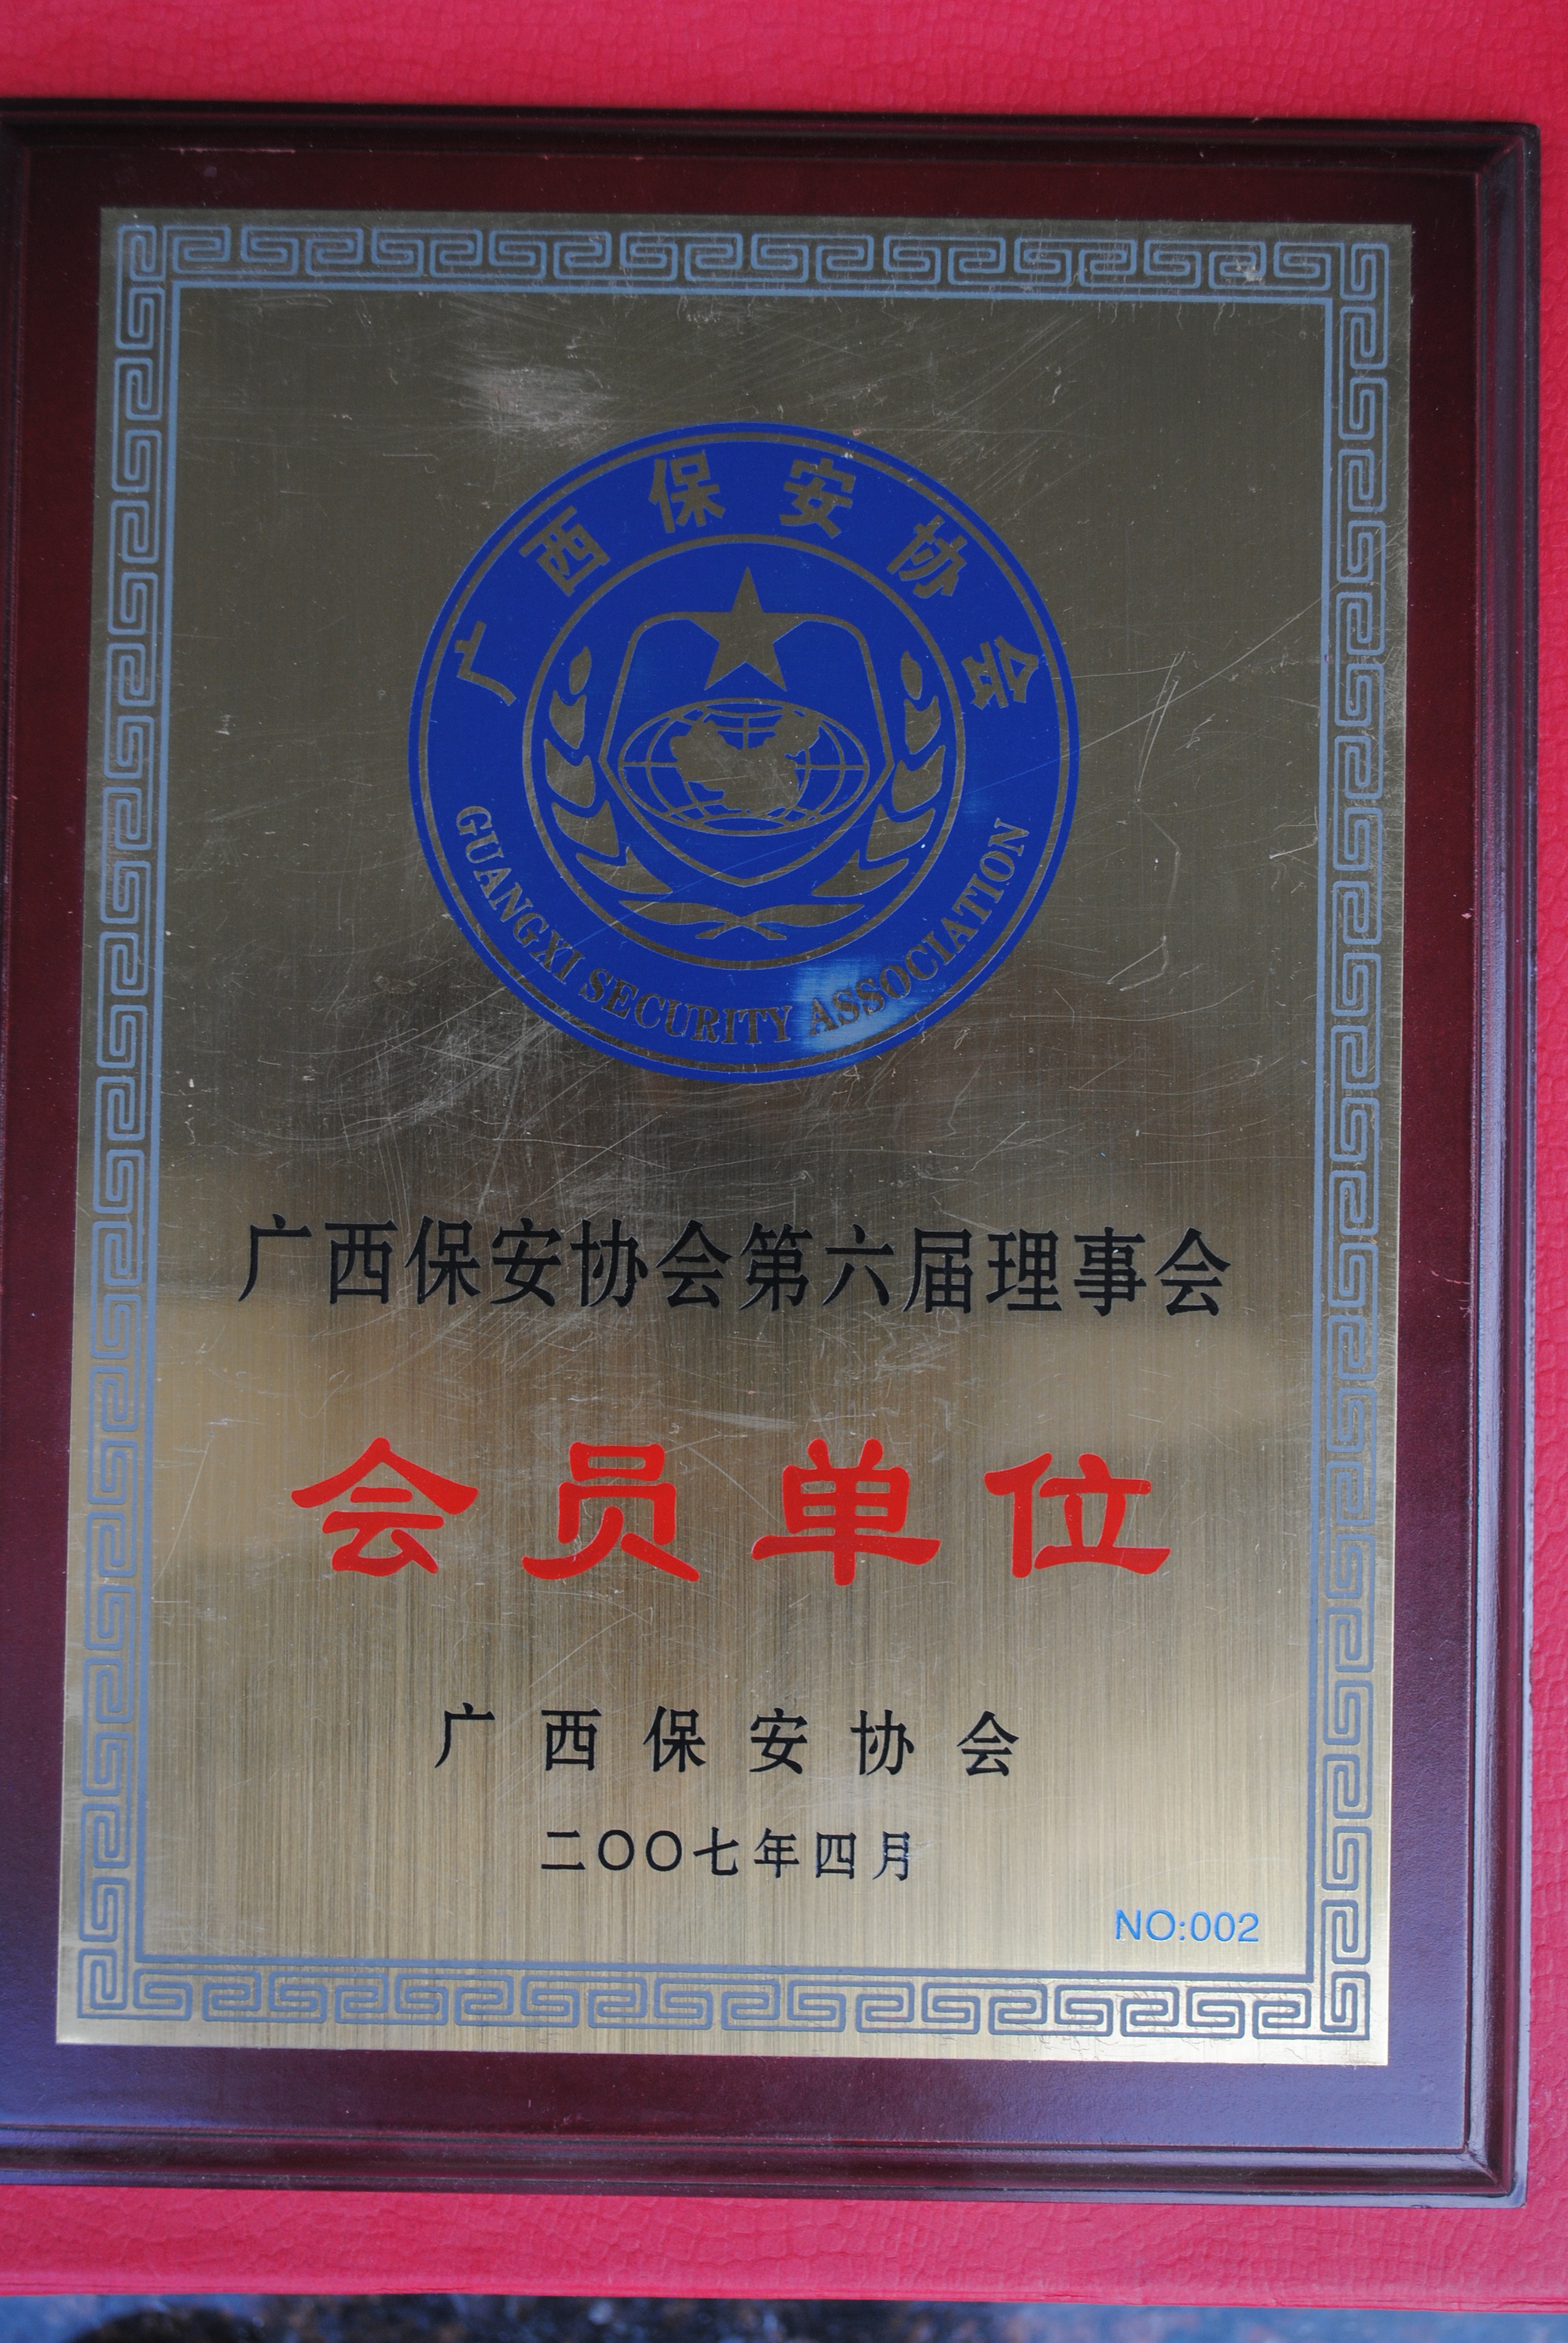 广西保安协会
GUANGXI SECURITY ASSOCIATION
广西保安协会第六届理事会
会员单位
广西保安协会
二〇〇七年四月
NO:002